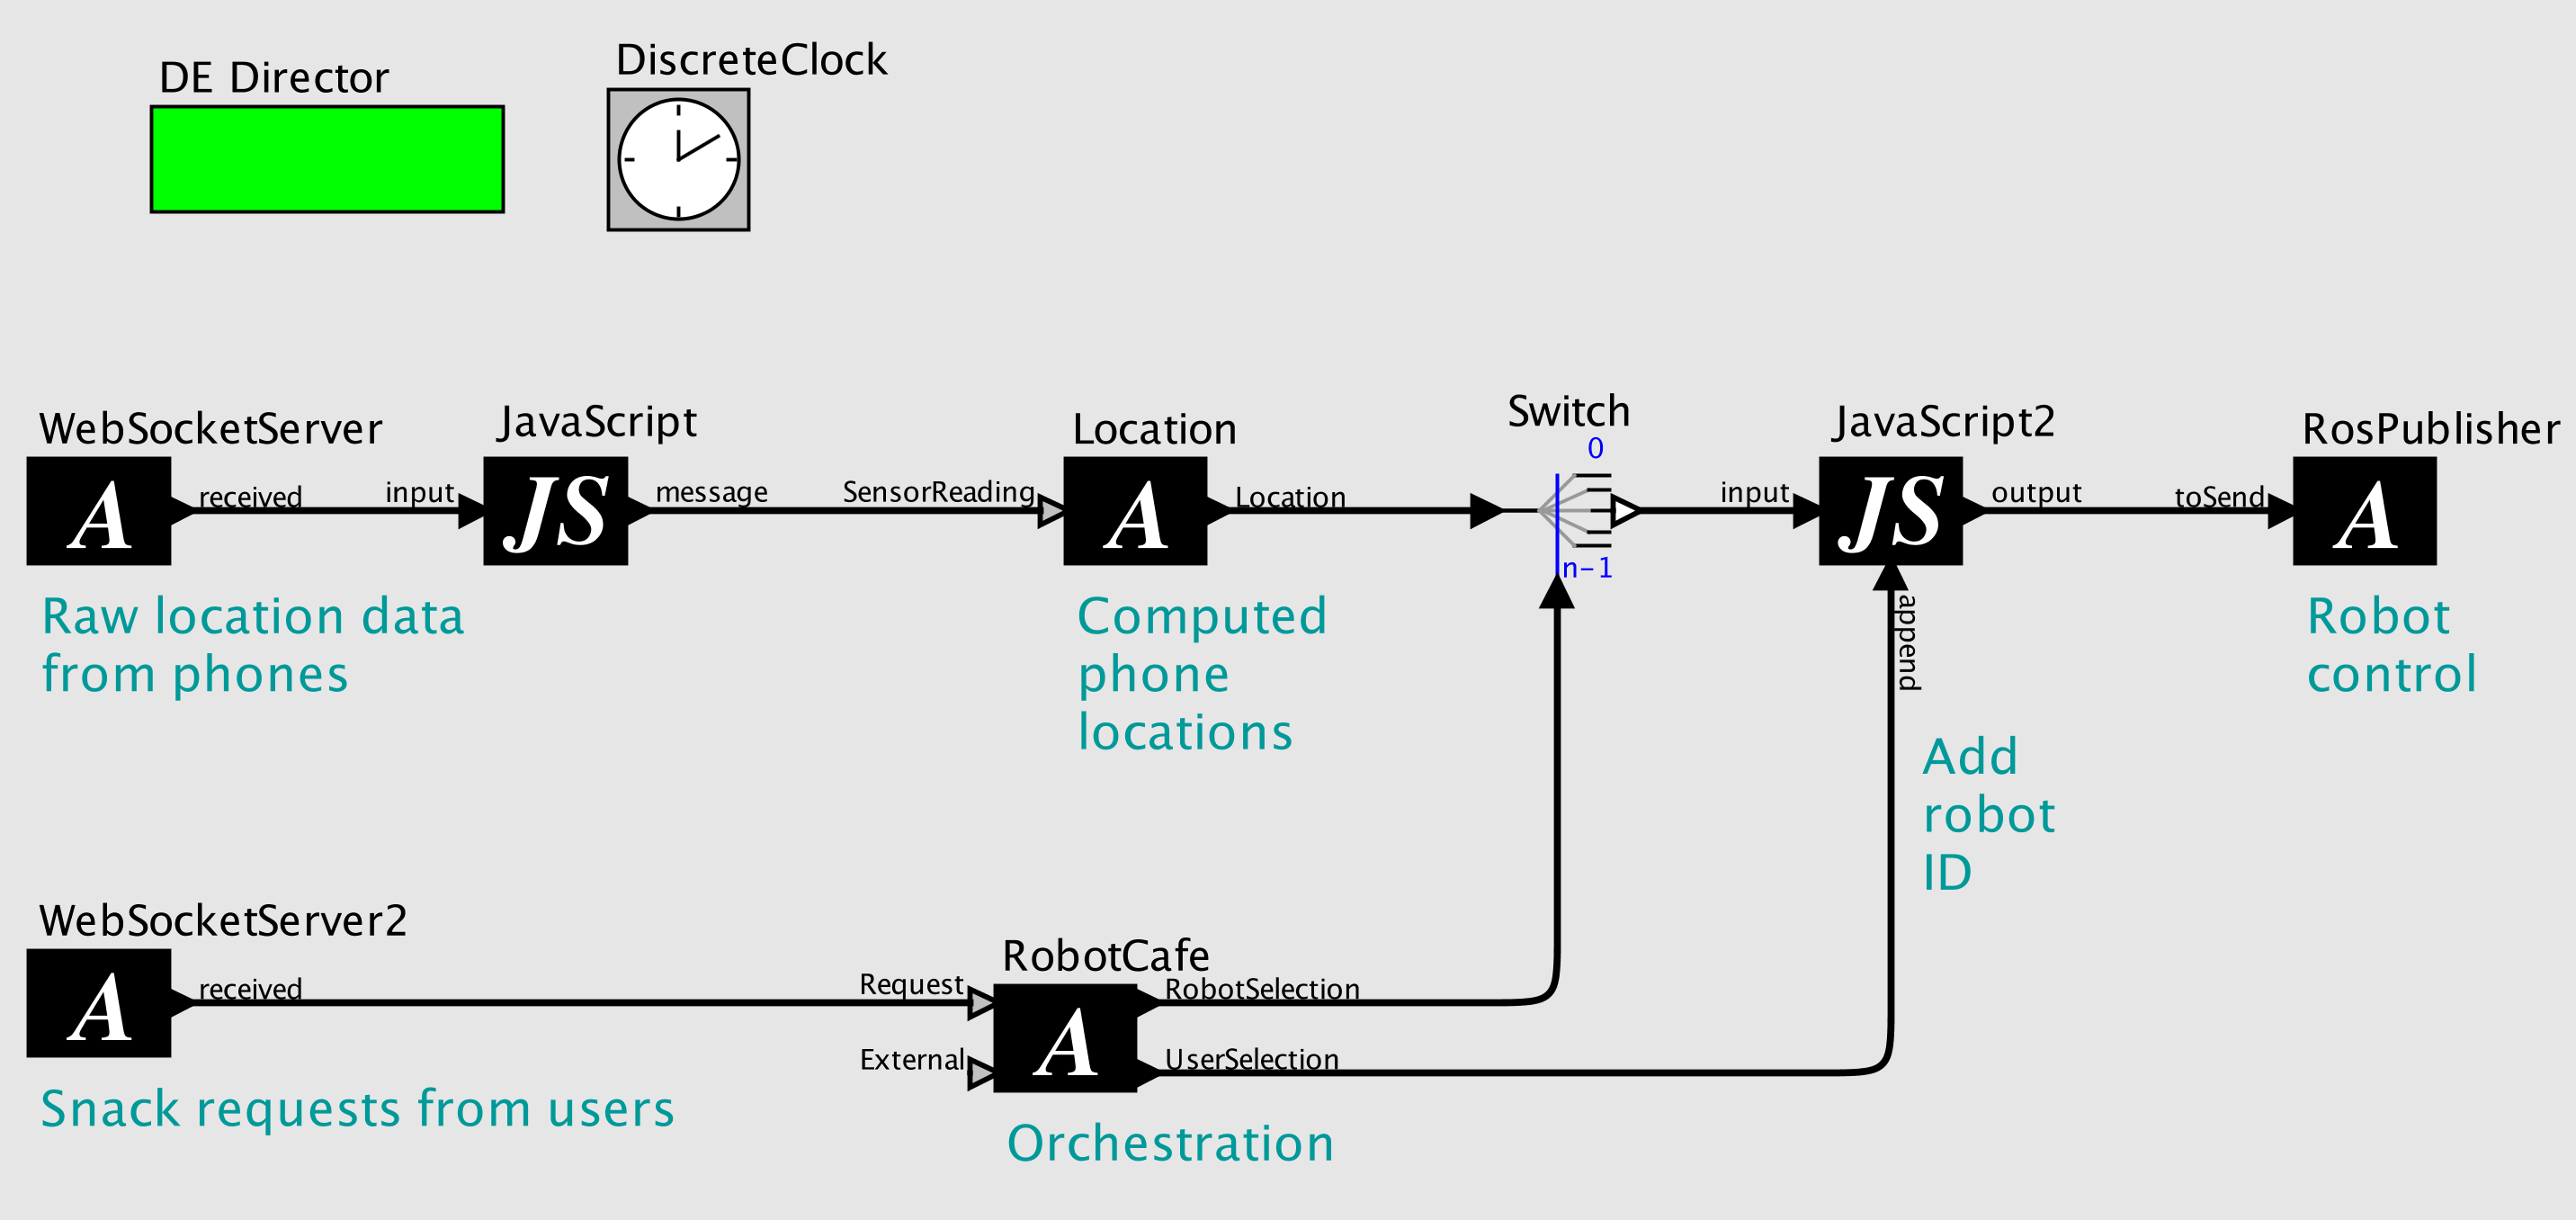 DE Director
DiscreteClock
WebSocketServer
A
received
Raw location data
from phones
JavaScript
input
JS
message
Location
SensorReading
A
Location
Computed
phone
locations
Switch
0
n-1
JavaScript2
input
JS
output
append
Add
robot
ID
RosPublisher
toSend
A
Robot
control
WebSocketServer2
A
received
Snack requests from users
RobotCafe
Request
External
A
RobotSelection
UserSelection
Orchestration